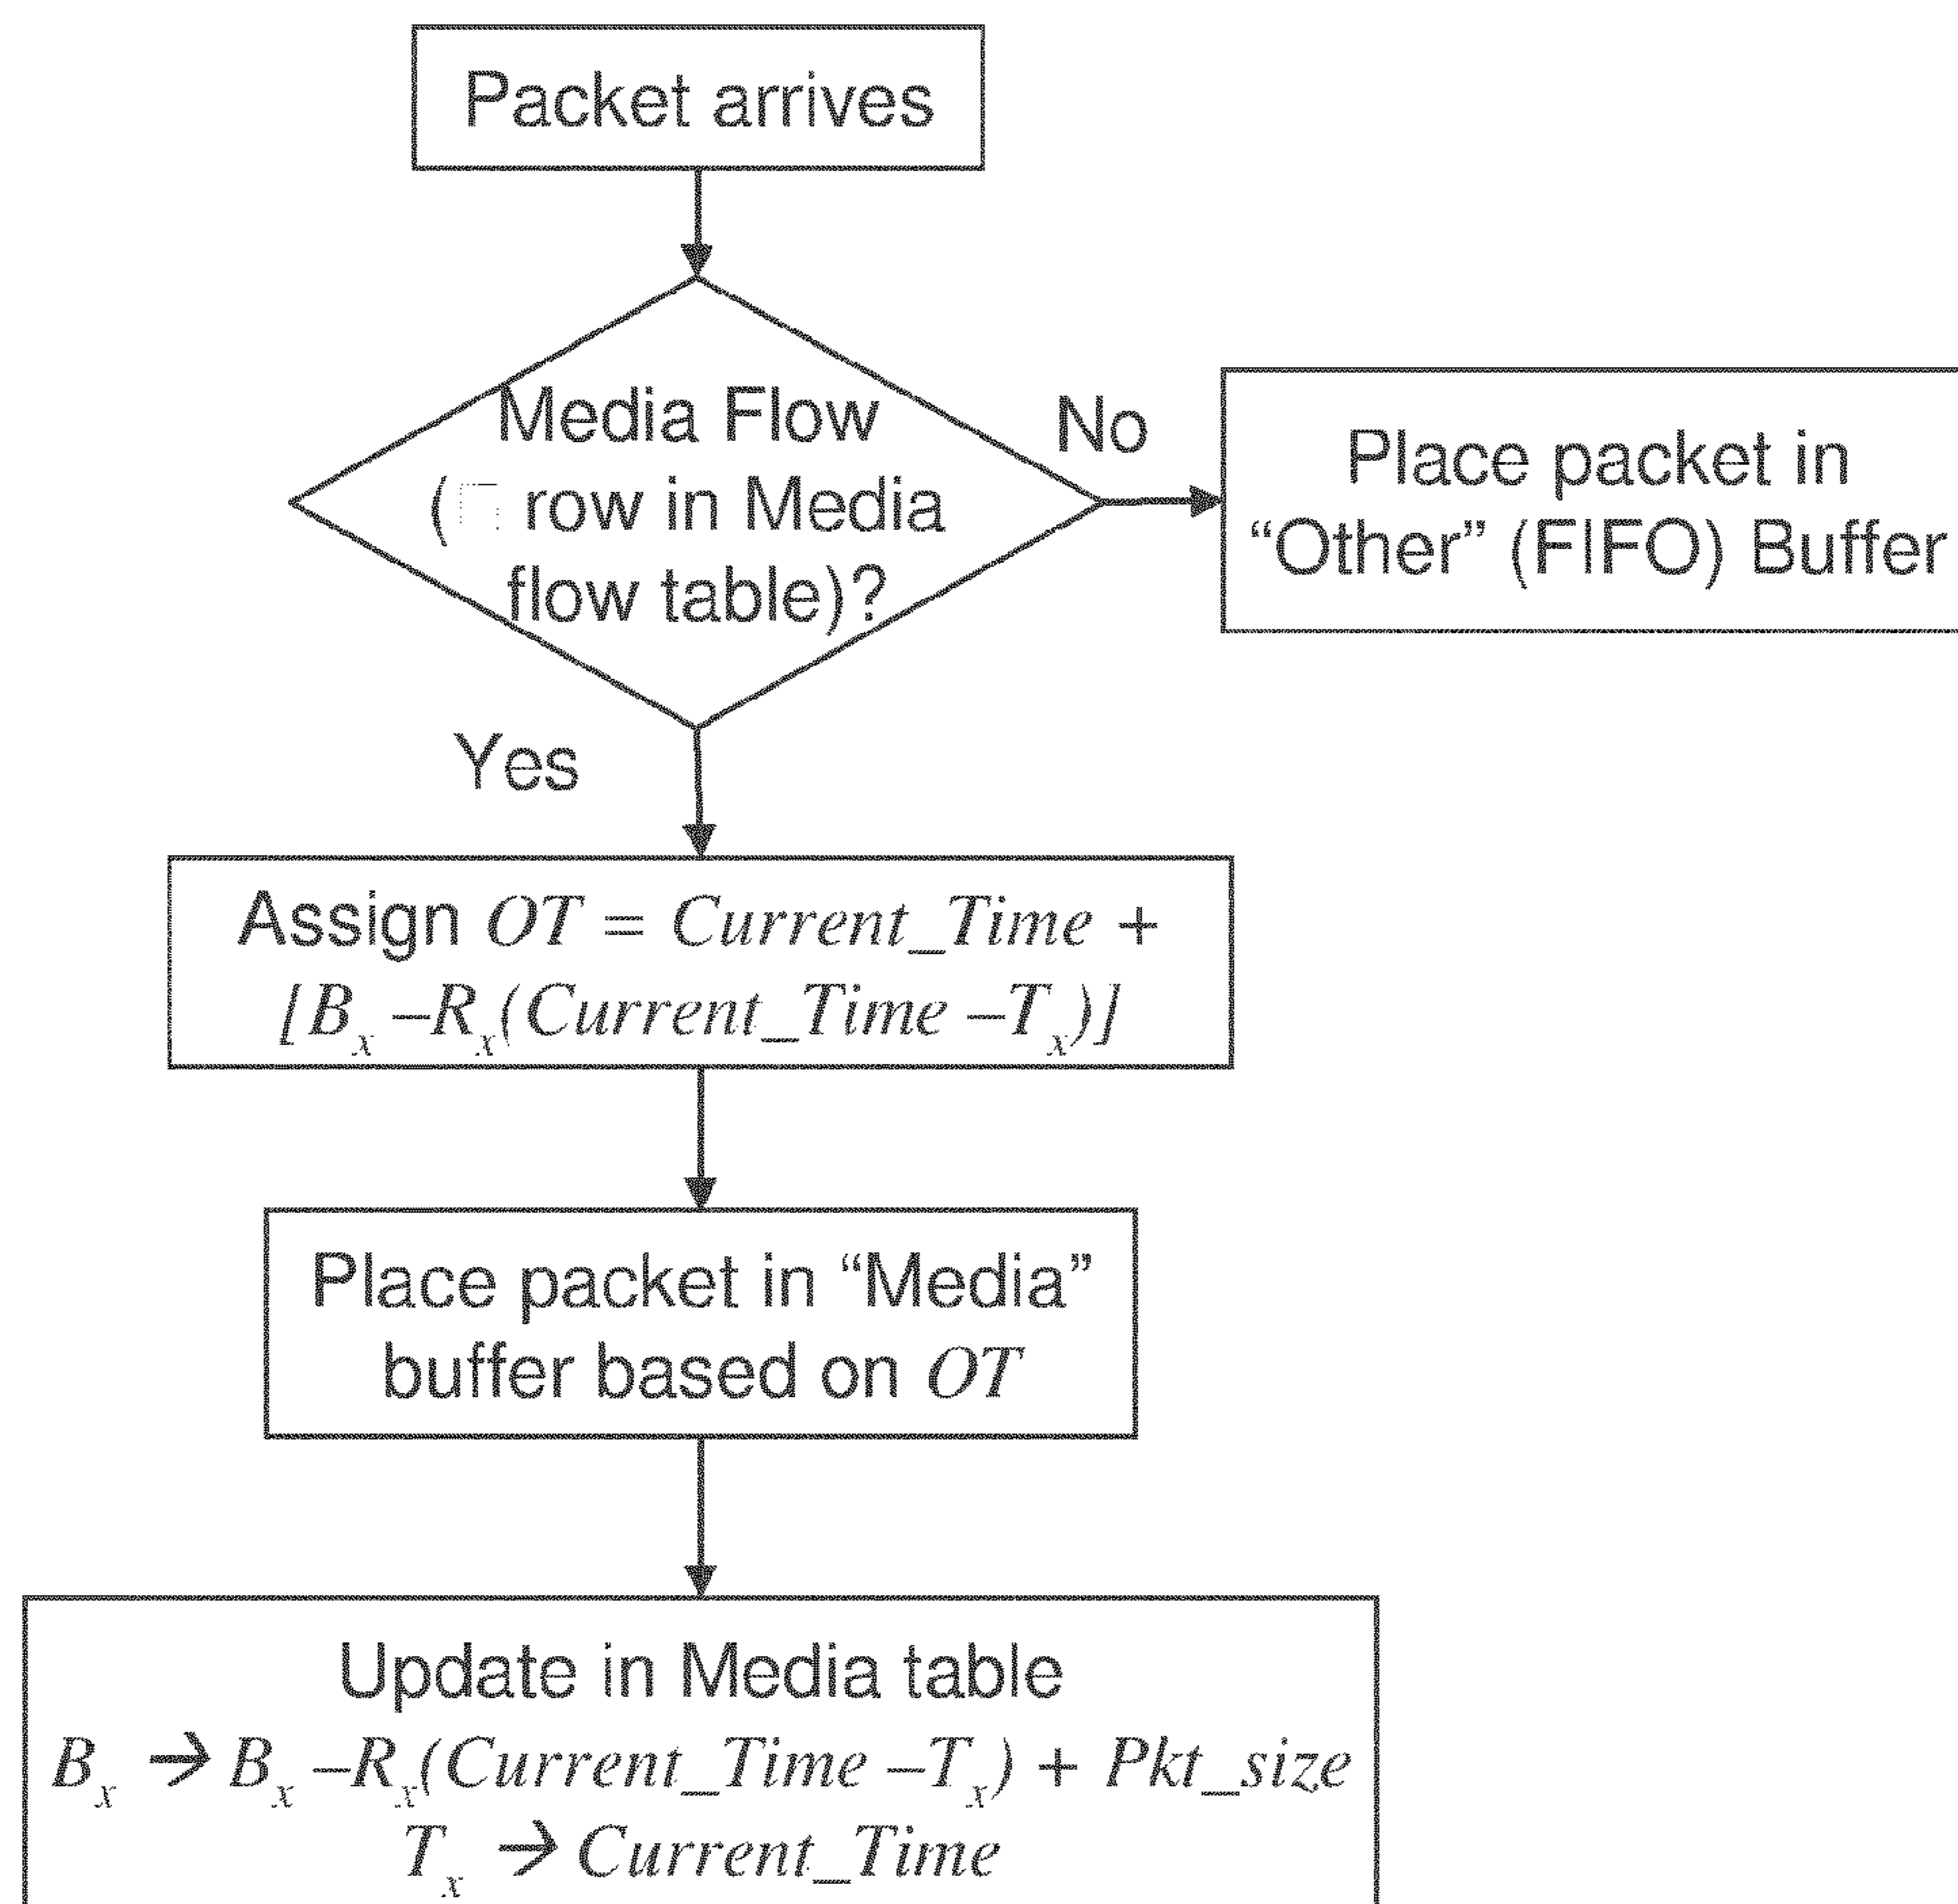 Packet arrives
Media Flow
( row in Media
flow table)?
No
Place packet in
“Other” (FIFO) Buffer
Yes
Assign OT = Current_Time +
[B_x –R_x(Current_Time –T_x)]
Place packet in “Media”
buffer based on OT
Update in Media table
B_x → B_x –R_x(Current_Time –T_x) + Pkt_size
T_x → Current_Time